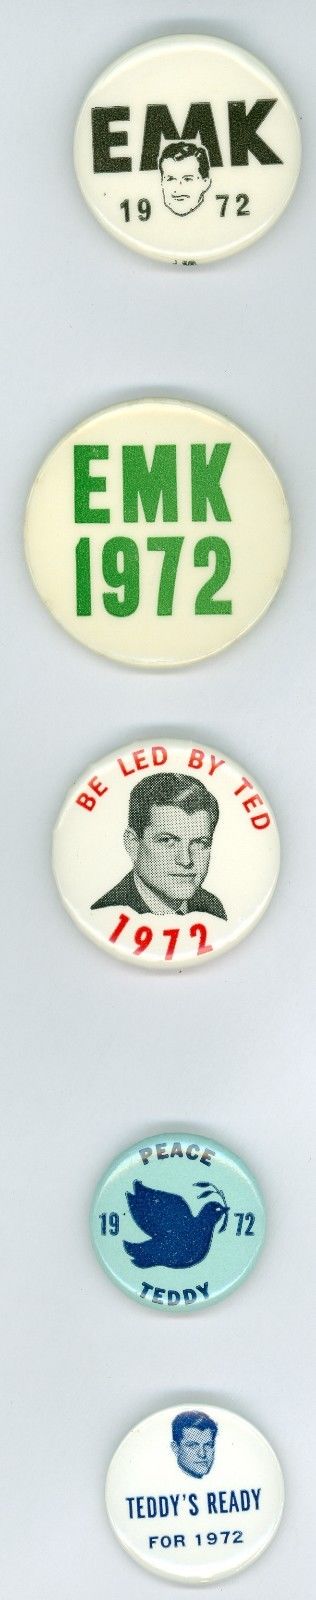 EMK
19 72
EMK
1972
BE LED BY TED
1972
PEACE
19 72
TEDDY
TEDDY'S READY
FOR 1972